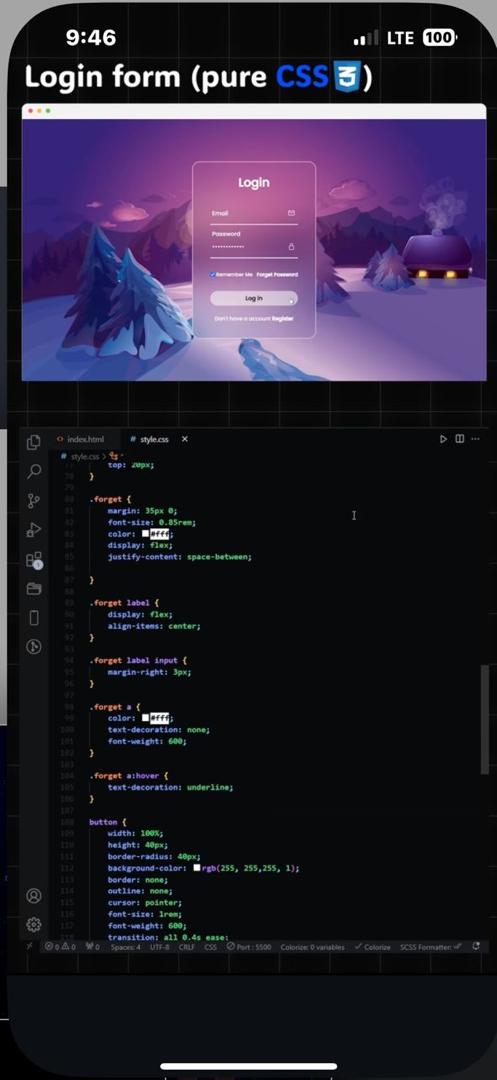 9:46
LTE 100
Login form (pure CSS 3)
Login
Email
Password
Remember Me Forget Password
Log in
Don't have a account Register
index.html
style.css
style.css >
top: 20px;
}
.forget {
margin: 35px 0;
font-size: 0.85rem;
color: #fff;
display: flex;
justify-content: space-between;
}
.forget label {
display: flex;
align-items: center;
}
.forget label input {
margin-right: 3px;
}
.forget a {
color: #fff;
text-decoration: none;
font-weight: 600;
}
.forget a:hover {
text-decoration: underline;
}
button {
width: 100%;
height: 40px;
border-radius: 40px;
background-color: rgb(255, 255,255, 1);
border: none;
outline: none;
cursor: pointer;
font-size: 1rem;
font-weight: 600;
transition: all 0.4s ease;
0 0 0 Spaces: 4 UTF-8 CRLF CSS Port : 5500 Colorize: 0 variables Colorize SCSS Formatter: